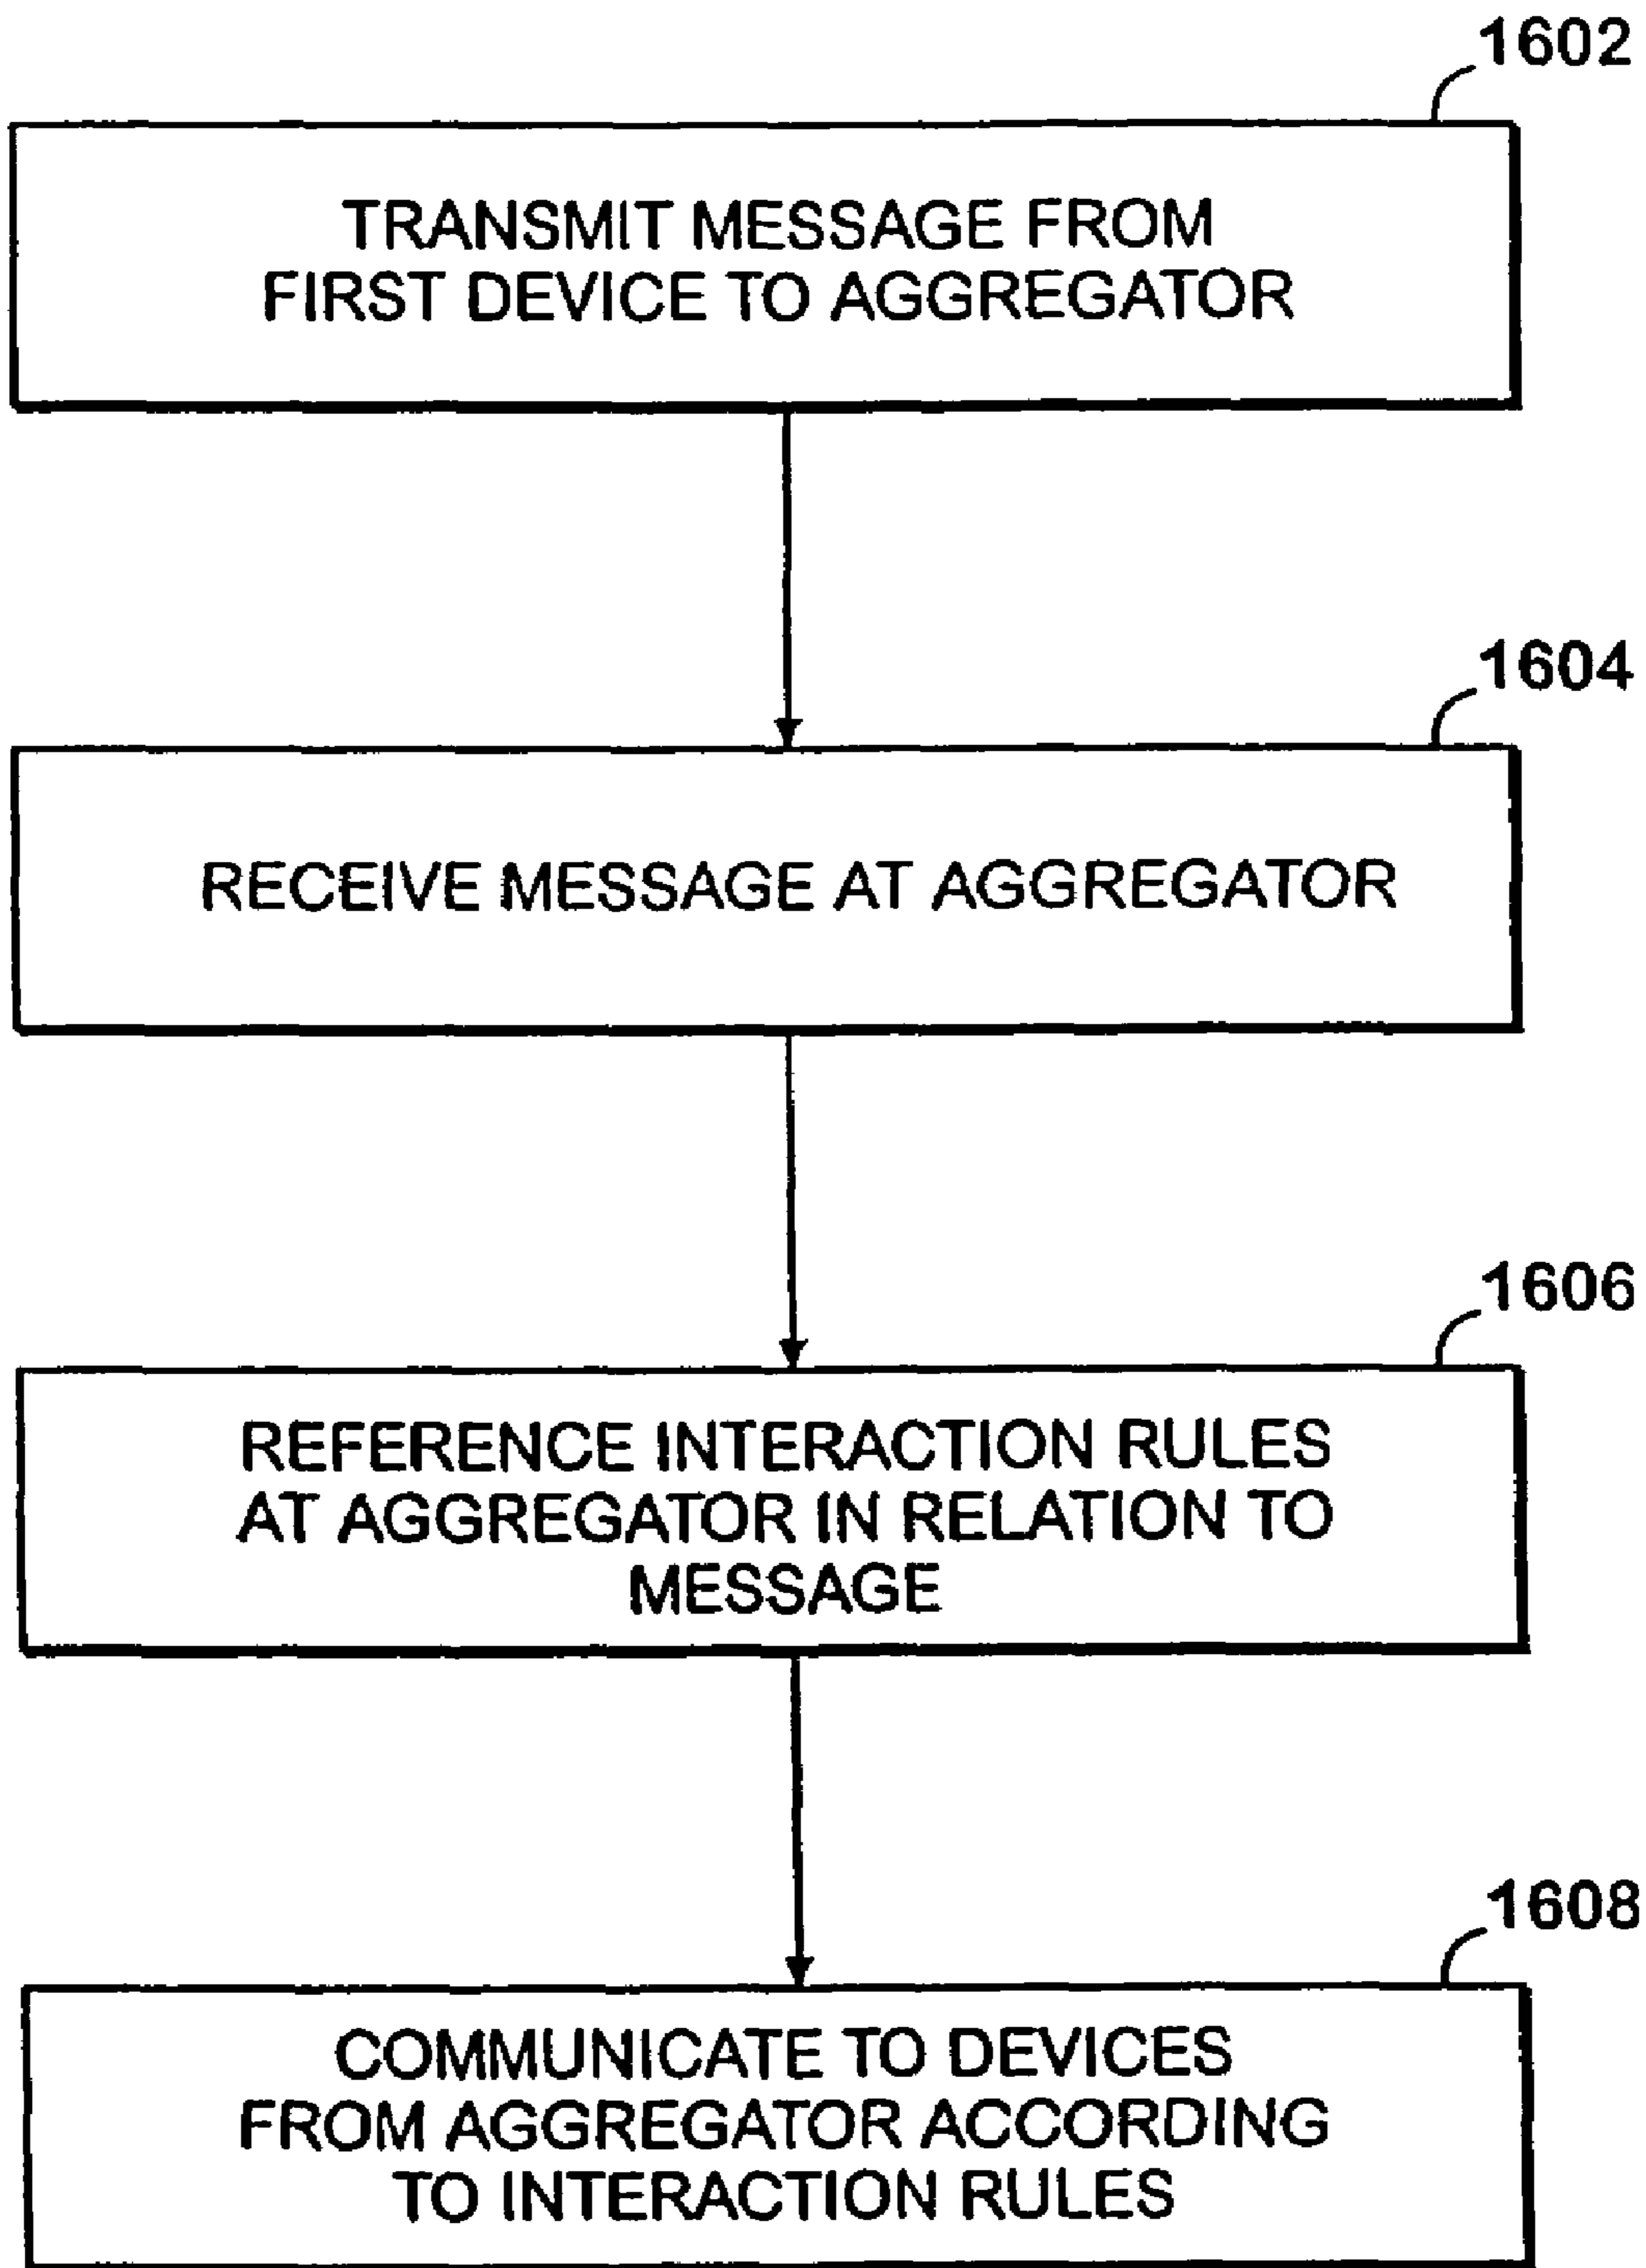 1602
TRANSMIT MESSAGE FROM
FIRST DEVICE TO AGGREGATOR
1604
RECEIVE MESSAGE AT AGGREGATOR
1606
REFERENCE INTERACTION RULES
AT AGGREGATOR IN RELATION TO
MESSAGE
1608
COMMUNICATE TO DEVICES
FROM AGGREGATOR ACCORDING
TO INTERACTION RULES